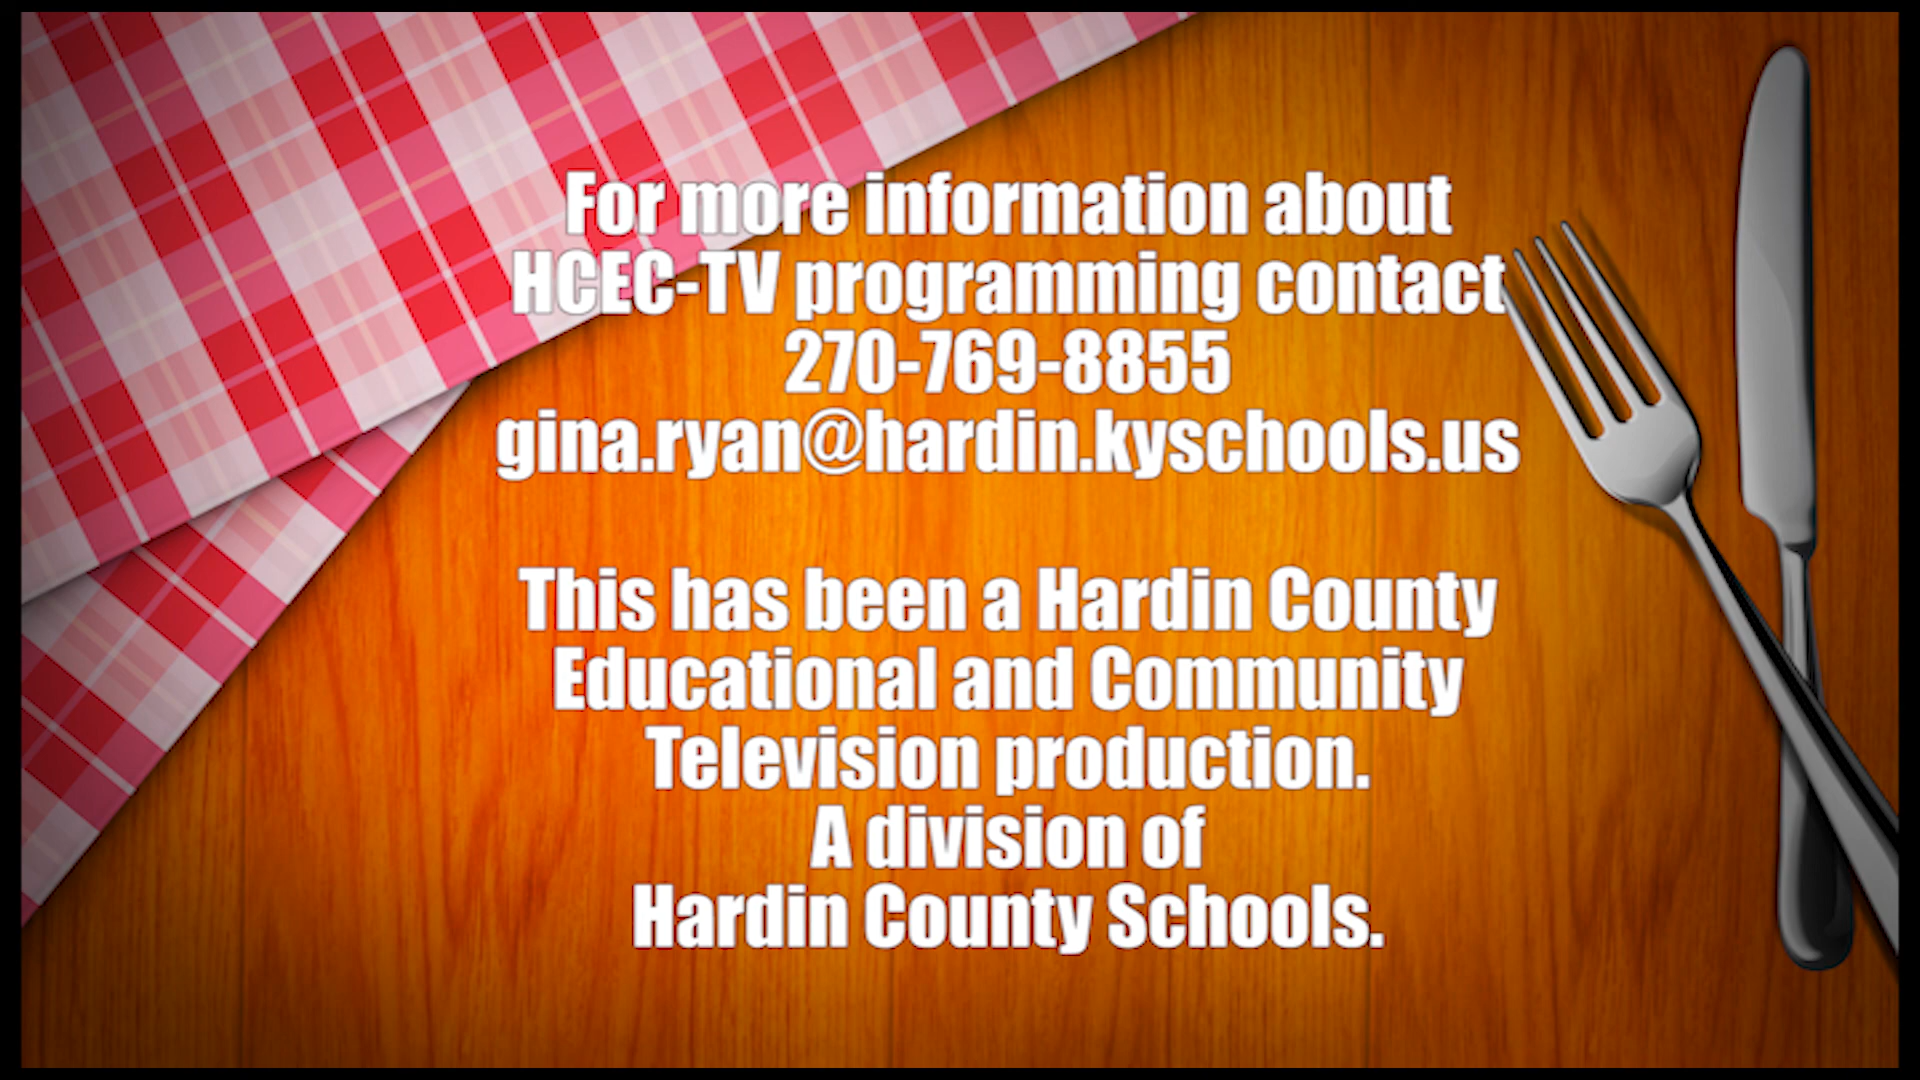 For more information about
HCEC-TV programming contact
270-769-8855
gina.ryan@hardin.kyschools.us
This has been a Hardin County
Educational and Community
Television production.
A division of
Hardin County Schools.